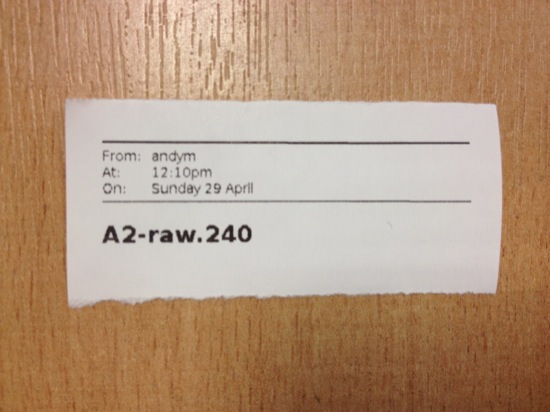 From: andym
At: 12:10pm
On: Sunday 29 April
A2-raw.240